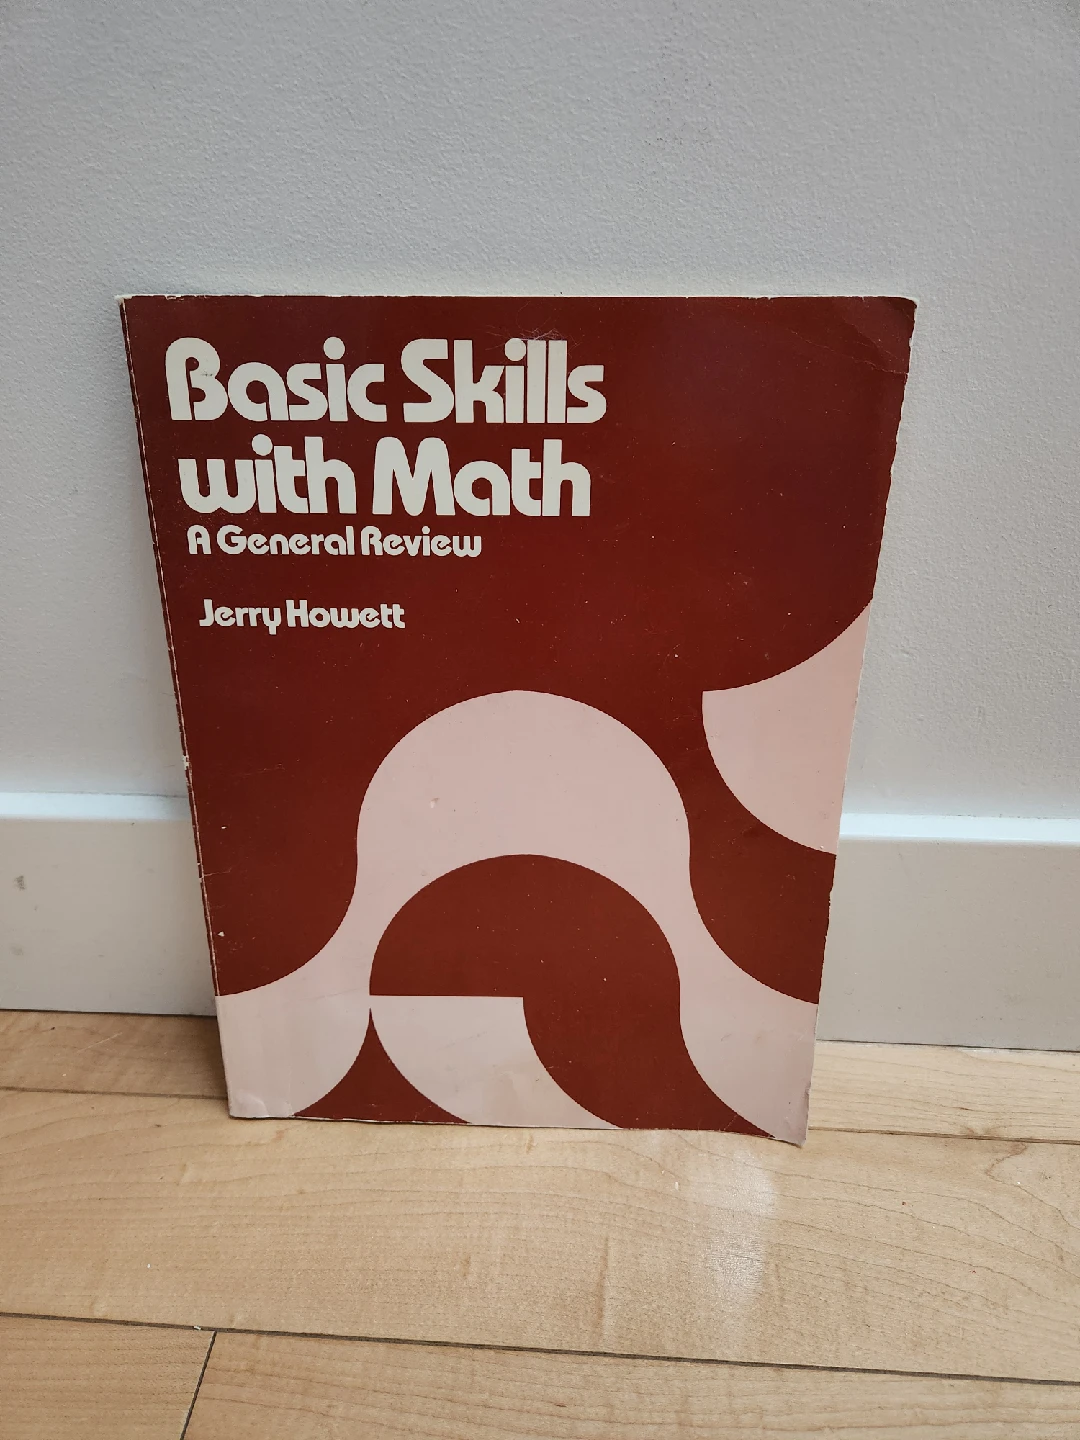 Basic Skills
with Math
A General Review
Jerry Howett